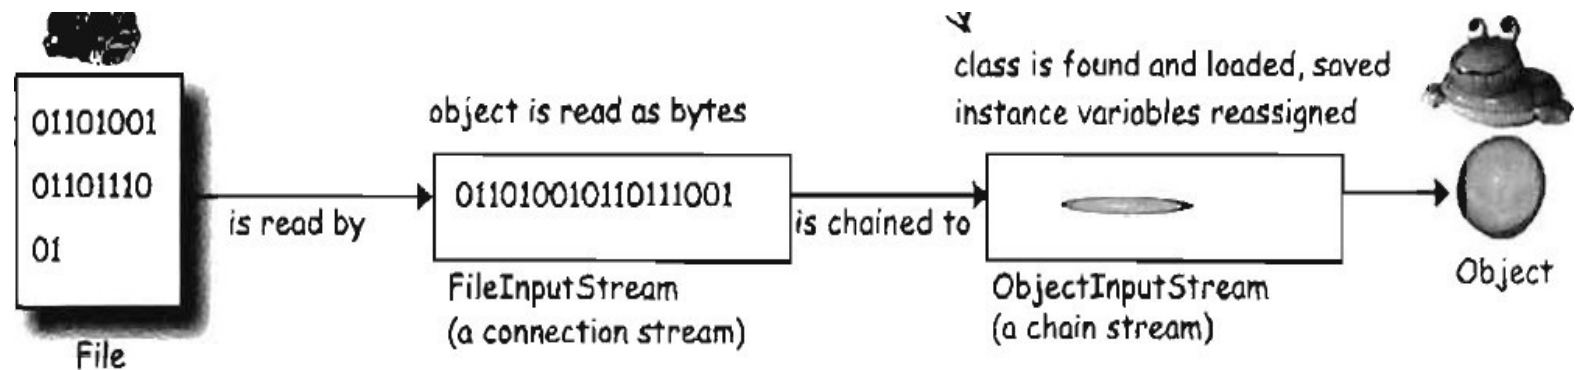 01101001
01101110
01
File
is read by
object is read as bytes
011010010110111001
FileInputStream
(a connection stream)
is chained to
class is found and loaded, saved
instance variables reassigned
ObjectInputStream
(a chain stream)
Object